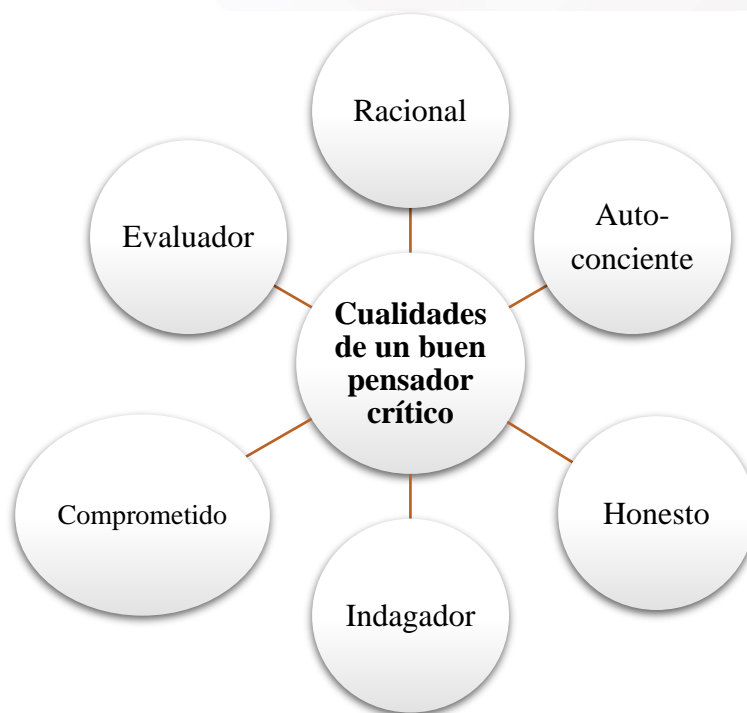 Racional
Evaluador
Auto-
conciente
Cualidades
de un buen
pensador
crítico
Comprometido
Honesto
Indagador